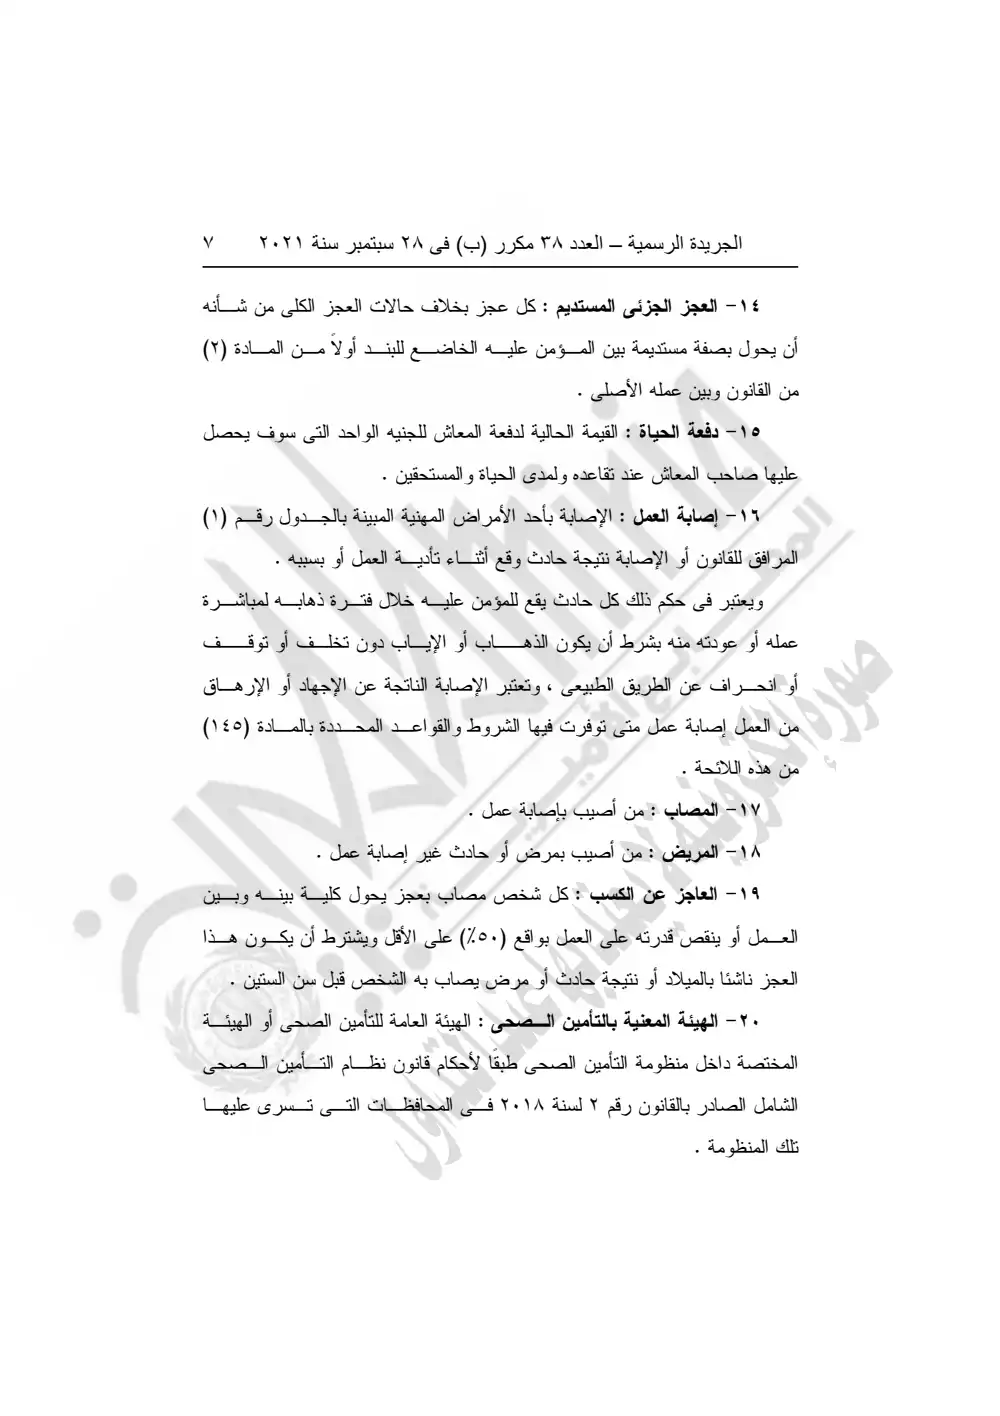 الجريدة الرسمية – العدد ٣٨ مكرر (ب) فى ٢٨ سبتمبر سنة ٢٠٢١ ٧
١٤- العجز الجزئى المستديم : كل عجز بخلاف حالات العجز الكلى من شأنه
أن يحول بصفة مستديمة بين المؤمن عليه الخاضع للبند أولاً من المادة (٢)
من القانون وبين عمله الأصلى .
١٥- دفعة الحياة : القيمة الحالية لدفعة المعاش للجنيه الواحد التى سوف يحصل
عليها صاحب المعاش عند تقاعده ولمدى الحياة والمستحقين .
١٦- إصابة العمل : الإصابة بأحد الأمراض المهنية المبينة بالجدول رقم (١)
المرافق للقانون أو الإصابة نتيجة حادث وقع أثناء تأدية العمل أو بسببه .
ويعتبر فى حكم ذلك كل حادث يقع للمؤمن عليه خلال فترة ذهابه لمباشرة
عمله أو عودته منه بشرط أن يكون الذهاب أو الإياب دون تخلف أو توقف
أو انحراف عن الطريق الطبيعى ، وتعتبر الإصابة الناتجة عن الإجهاد أو الإرهاق
من العمل إصابة عمل متى توفرت فيها الشروط والقواعد المحددة بالمادة (١٤٥)
من هذه اللائحة .
١٧- المصاب : من أصيب بإصابة عمل .
١٨- المريض : من أصيب بمرض أو حادث غير إصابة عمل .
١٩- العاجز عن الكسب : كل شخص مصاب بعجز يحول كلية بينه وبين
العمل أو ينقص قدرته على العمل بواقع (٥٠٪) على الأقل ويشترط أن يكون هذا
العجز ناشئا بالميلاد أو نتيجة حادث أو مرض يصاب به الشخص قبل سن الستين .
٢٠- الهيئة المعنية بالتأمين الصحى : الهيئة العامة للتأمين الصحى أو الهيئة
المختصة داخل منظومة التأمين الصحى طبقًا لأحكام قانون نظام التأمين الصحى
الشامل الصادر بالقانون رقم ٢ لسنة ٢٠١٨ فى المحافظات التى تسرى عليها
تلك المنظومة .
صورة إلكترونية لا يعتد بها عند التداول